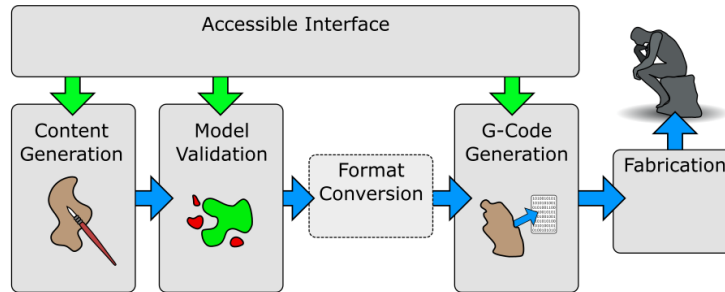 Accessible Interface
Content
Generation
Model
Validation
Format
Conversion
G-Code
Generation
Fabrication